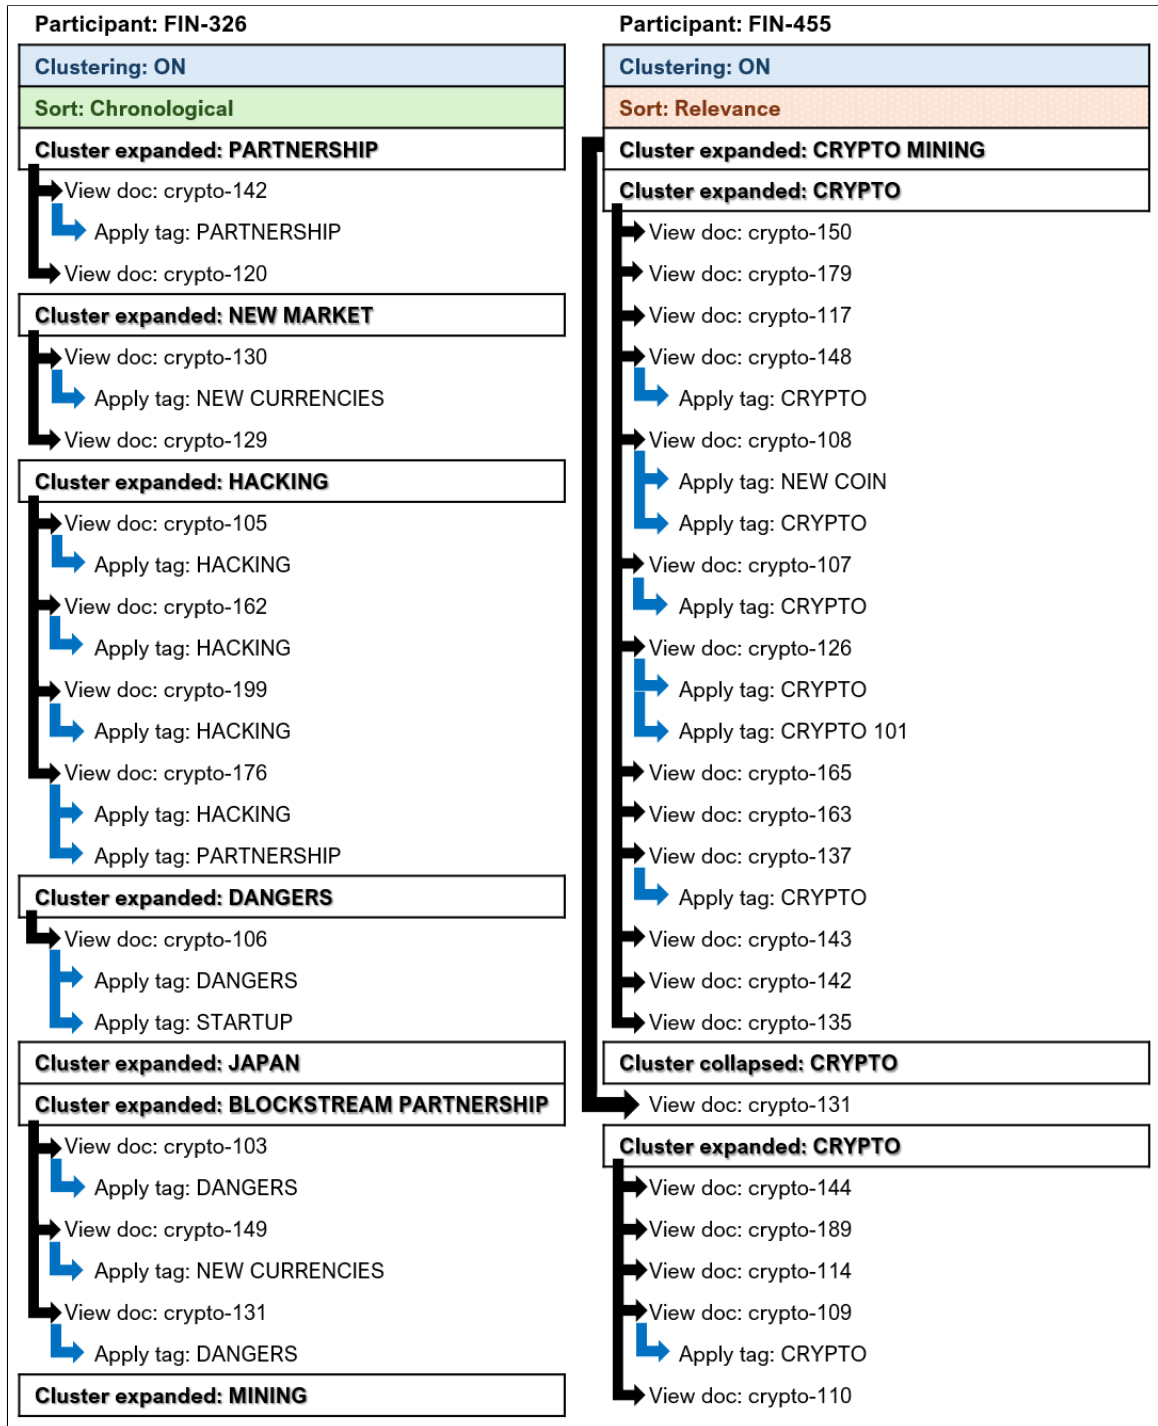 Participant: FIN-326
Clustering: ON
Sort: Chronological
Cluster expanded: PARTNERSHIP
View doc: crypto-142
Apply tag: PARTNERSHIP
View doc: crypto-120
Cluster expanded: NEW MARKET
View doc: crypto-130
Apply tag: NEW CURRENCIES
View doc: crypto-129
Cluster expanded: HACKING
View doc: crypto-105
Apply tag: HACKING
View doc: crypto-162
Apply tag: HACKING
View doc: crypto-199
Apply tag: HACKING
View doc: crypto-176
Apply tag: HACKING
Apply tag: PARTNERSHIP
Cluster expanded: DANGERS
View doc: crypto-106
Apply tag: DANGERS
Apply tag: STARTUP
Cluster expanded: JAPAN
Cluster expanded: BLOCKSTREAM PARTNERSHIP
View doc: crypto-103
Apply tag: DANGERS
View doc: crypto-149
Apply tag: NEW CURRENCIES
View doc: crypto-131
Apply tag: DANGERS
Cluster expanded: MINING
Participant: FIN-455
Clustering: ON
Sort: Relevance
Cluster expanded: CRYPTO MINING
Cluster expanded: CRYPTO
View doc: crypto-150
View doc: crypto-179
View doc: crypto-117
View doc: crypto-148
Apply tag: CRYPTO
View doc: crypto-108
Apply tag: NEW COIN
Apply tag: CRYPTO
View doc: crypto-107
Apply tag: CRYPTO
View doc: crypto-126
Apply tag: CRYPTO
Apply tag: CRYPTO 101
View doc: crypto-165
View doc: crypto-163
View doc: crypto-137
Apply tag: CRYPTO
View doc: crypto-143
View doc: crypto-142
View doc: crypto-135
Cluster collapsed: CRYPTO
View doc: crypto-131
Cluster expanded: CRYPTO
View doc: crypto-144
View doc: crypto-189
View doc: crypto-114
View doc: crypto-109
Apply tag: CRYPTO
View doc: crypto-110